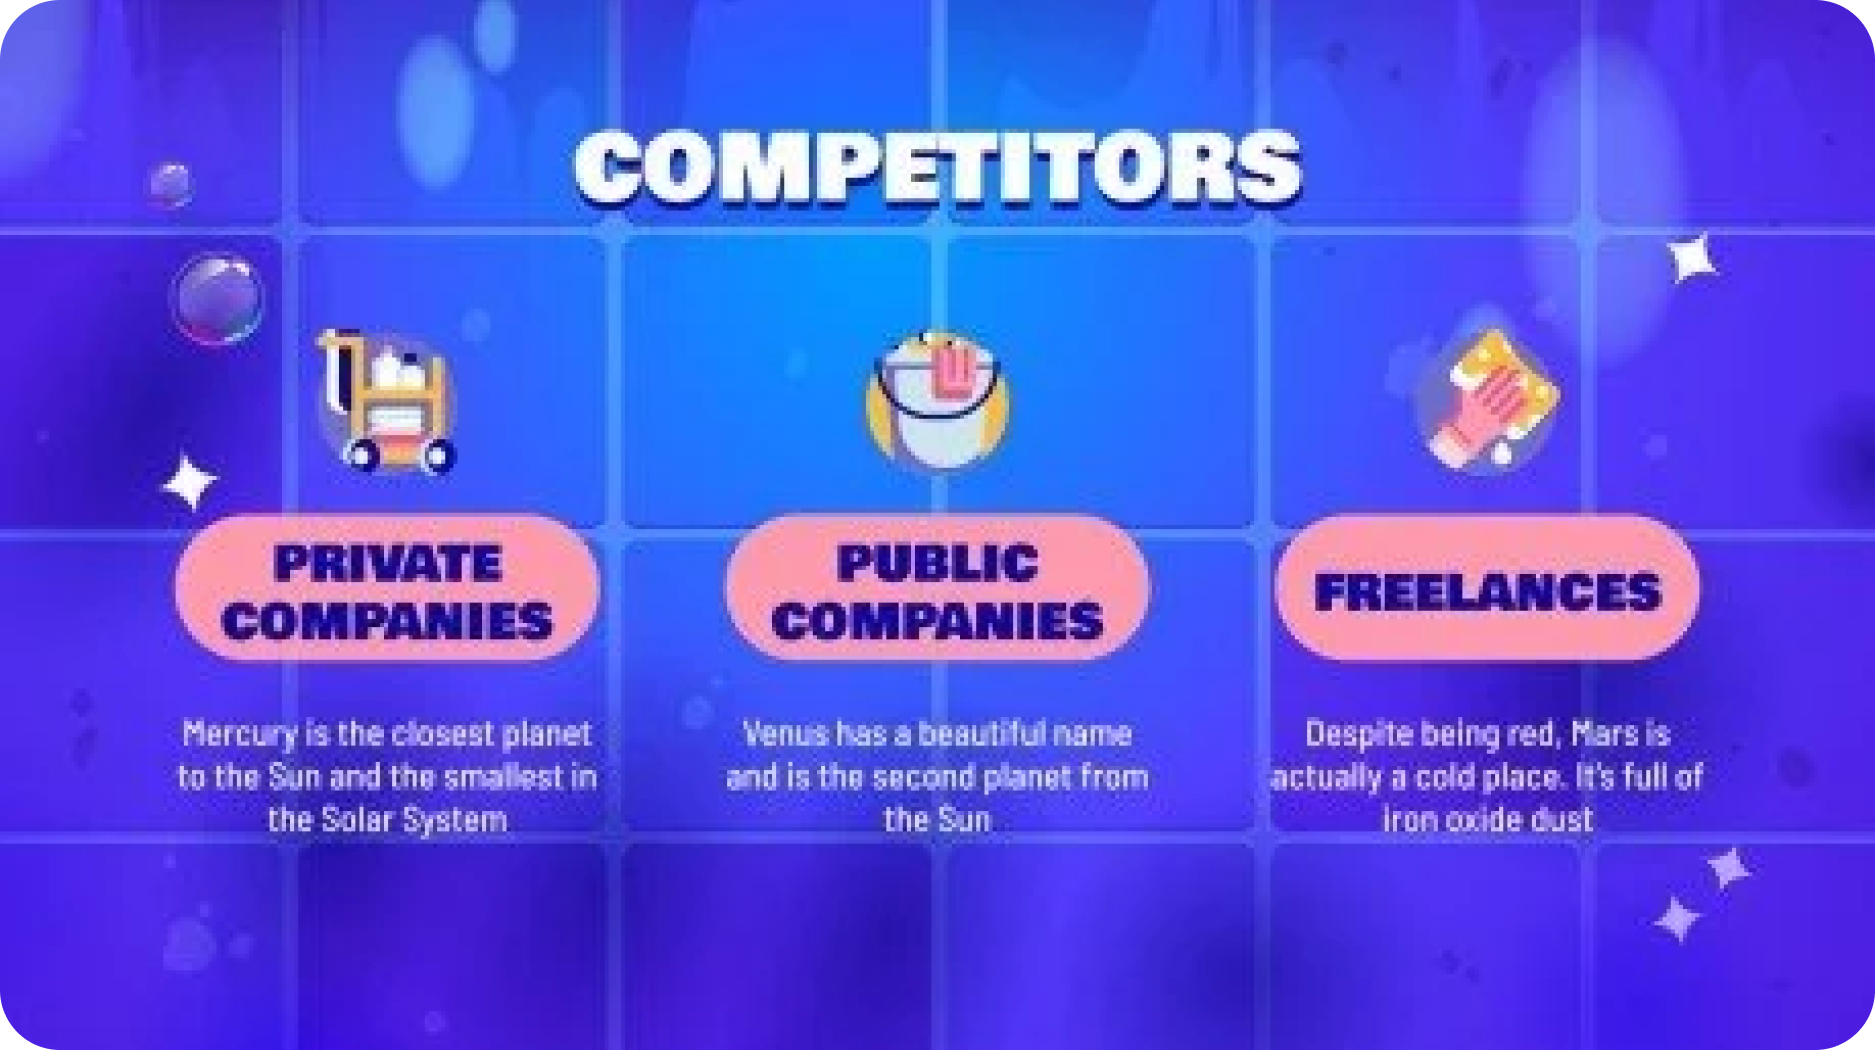 COMPETITORS
PRIVATE
COMPANIES
Mercury is the closest planet
to the Sun and the smallest in
the Solar System
PUBLIC
COMPANIES
Venus has a beautiful name
and is the second planet from
the Sun
FREELANCES
Despite being red, Mars is
actually a cold place. It's full of
iron oxide dust